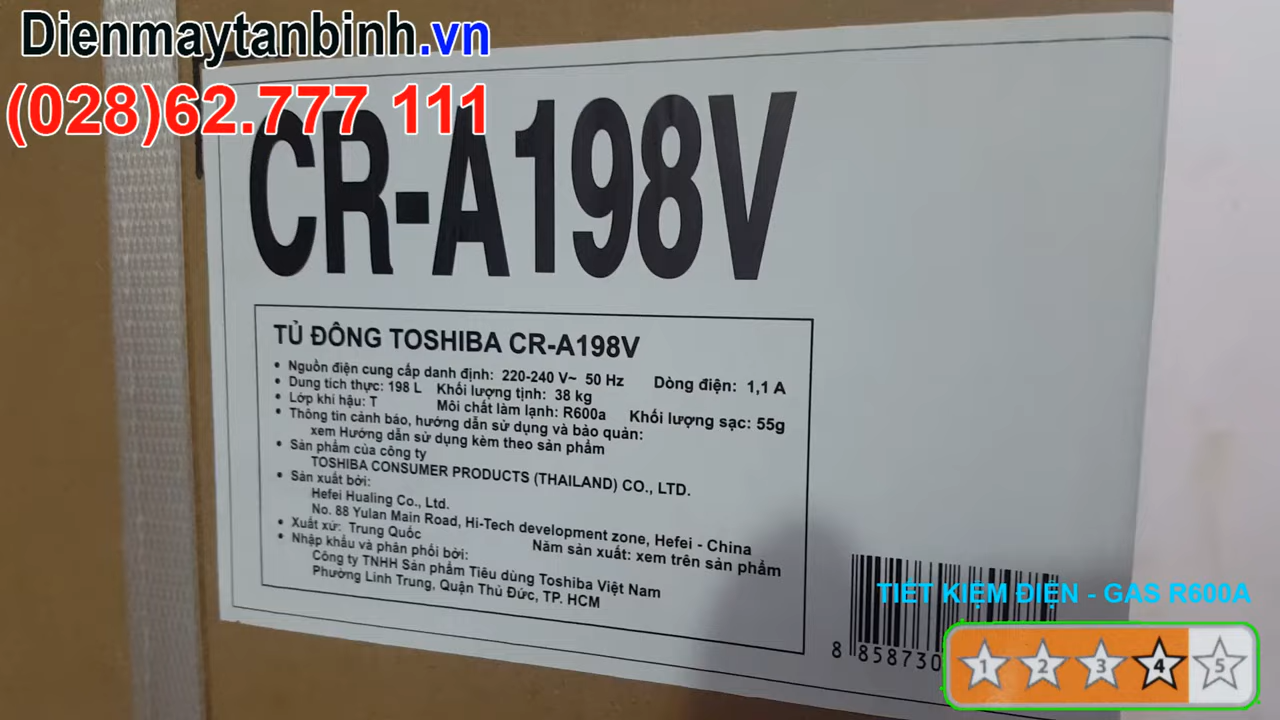 Dienmaytanbinh.vn
(028)62.777 111
CR-A198V
TỦ ĐÔNG TOSHIBA CR-A198V
• Nguồn điện cung cấp danh định: 220-240 V~ 50 Hz Dòng điện: 1,1 A
• Dung tích thực: 198 L Khối lượng tịnh: 38 kg
• Lớp khí hậu: T Môi chất làm lạnh: R600a Khối lượng sạc: 55g
• Thông tin cảnh báo, hướng dẫn sử dụng và bảo quản:
xem Hướng dẫn sử dụng kèm theo sản phẩm
• Sản phẩm của công ty
TOSHIBA CONSUMER PRODUCTS (THAILAND) CO., LTD.
• Sản xuất bởi:
Hefei Hualing Co., Ltd.
No. 88 Yulan Main Road, Hi-Tech development zone, Hefei - China
• Xuất xứ: Trung Quốc Năm sản xuất: xem trên sản phẩm
• Nhập khẩu và phân phối bởi:
Công ty TNHH Sản phẩm Tiêu dùng Toshiba Việt Nam
Phường Linh Trung, Quận Thủ Đức, TP. HCM
TIẾT KIỆM ĐIỆN - GAS R600A
8 858730
1 2 3 4 5